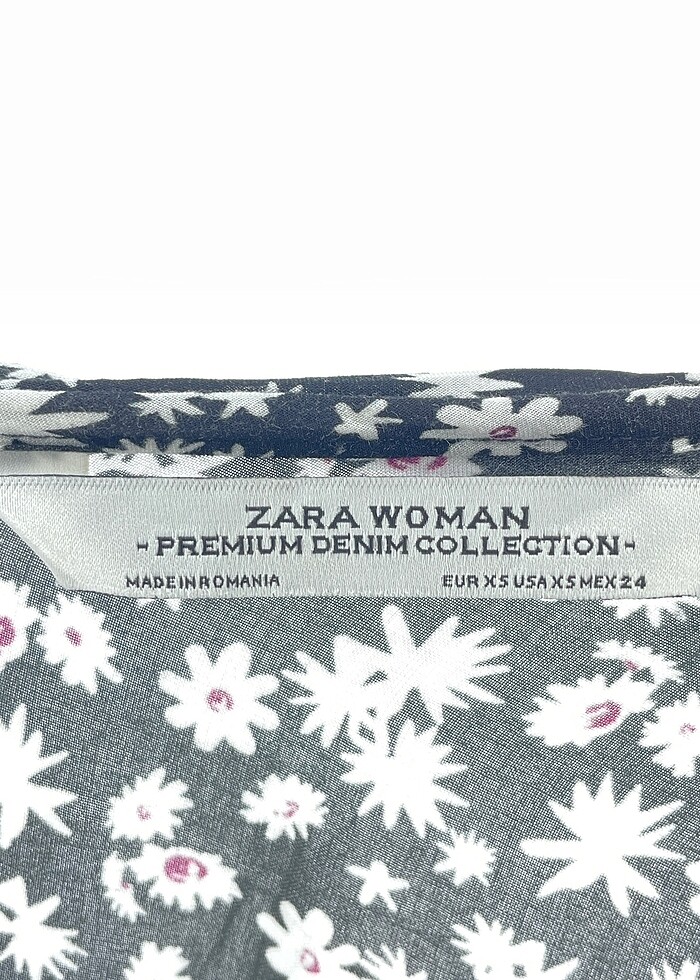 ZARA WOMAN
- PREMIUM DENIM COLLECTION -
MADE IN ROMANIA EUR XS USA XS MEX 24